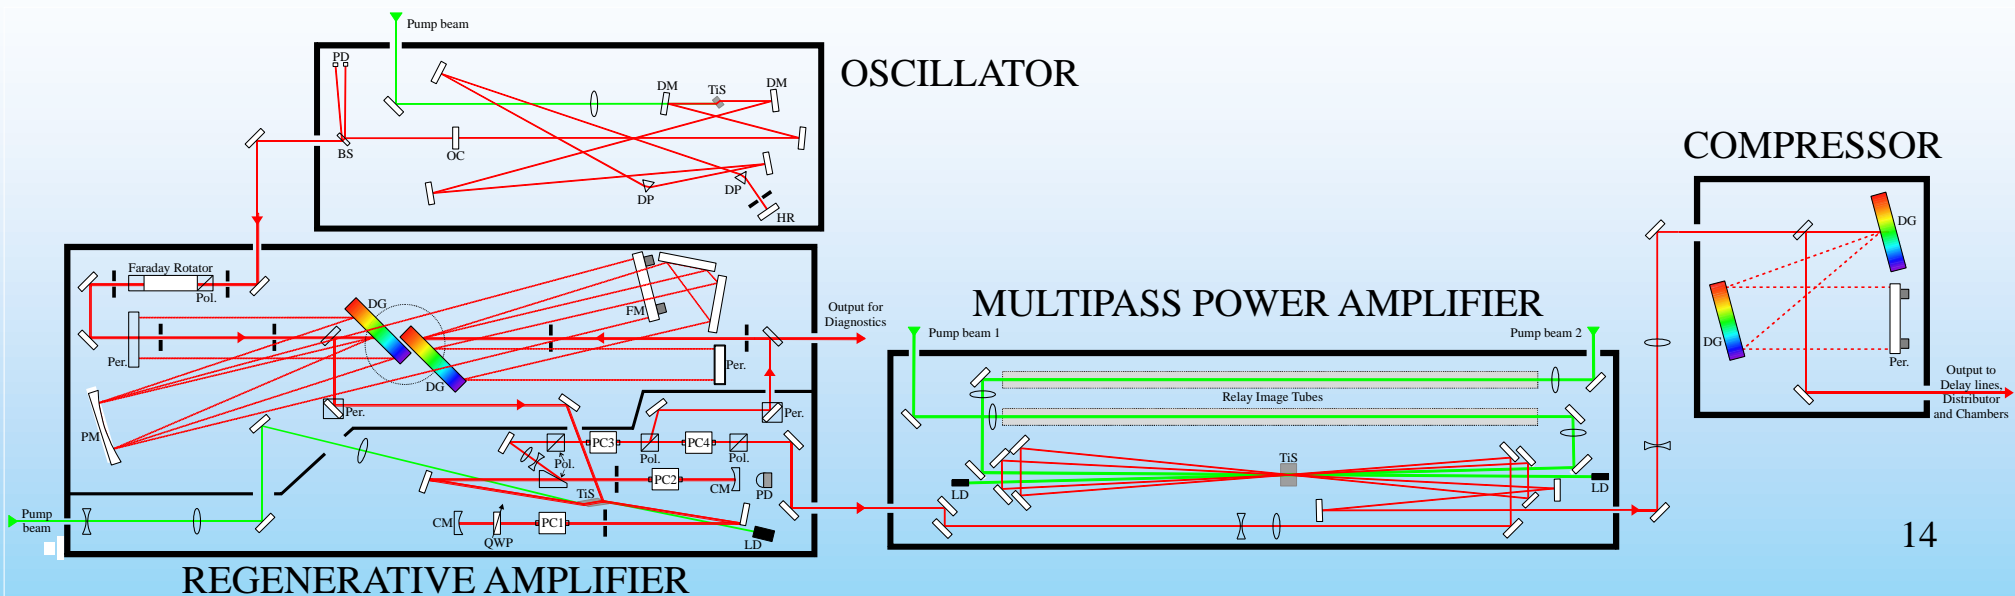 Pump beam
PD
OSCILLATOR
DM
TiS
DM
BS
OC
DP
DP
HR
COMPRESSOR
DG
DG
Per.
Output to
Delay lines,
Distributor
and Chambers
Faraday Rotator
Pol.
DG
FM
Output for
Diagnostics
Per.
DG
Per.
PM
Per.
Per.
PC3
PC4
Pol.
Pol.
Pol.
PC2
CM
PD
TiS
Pump
beam
CM
QWP
PC1
LD
REGENERATIVE AMPLIFIER
MULTIPASS POWER AMPLIFIER
Pump beam 1
Pump beam 2
Relay Image Tubes
TiS
LD
LD
14